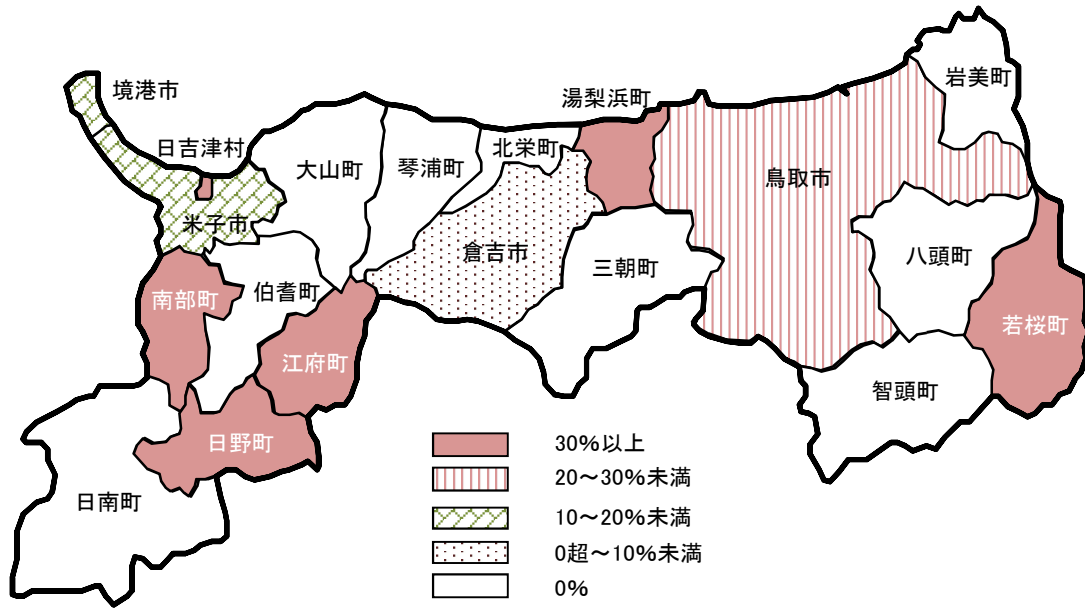 岩美町
境港市
湯梨浜町
日吉津村
北栄町
大山町
琴浦町
鳥取市
米子市
倉吉市
八頭町
三朝町
伯耆町
南部町
若桜町
江府町
智頭町
日野町
日南町
30%以上
20~30%未満
10~20%未満
0超~10%未満
0%